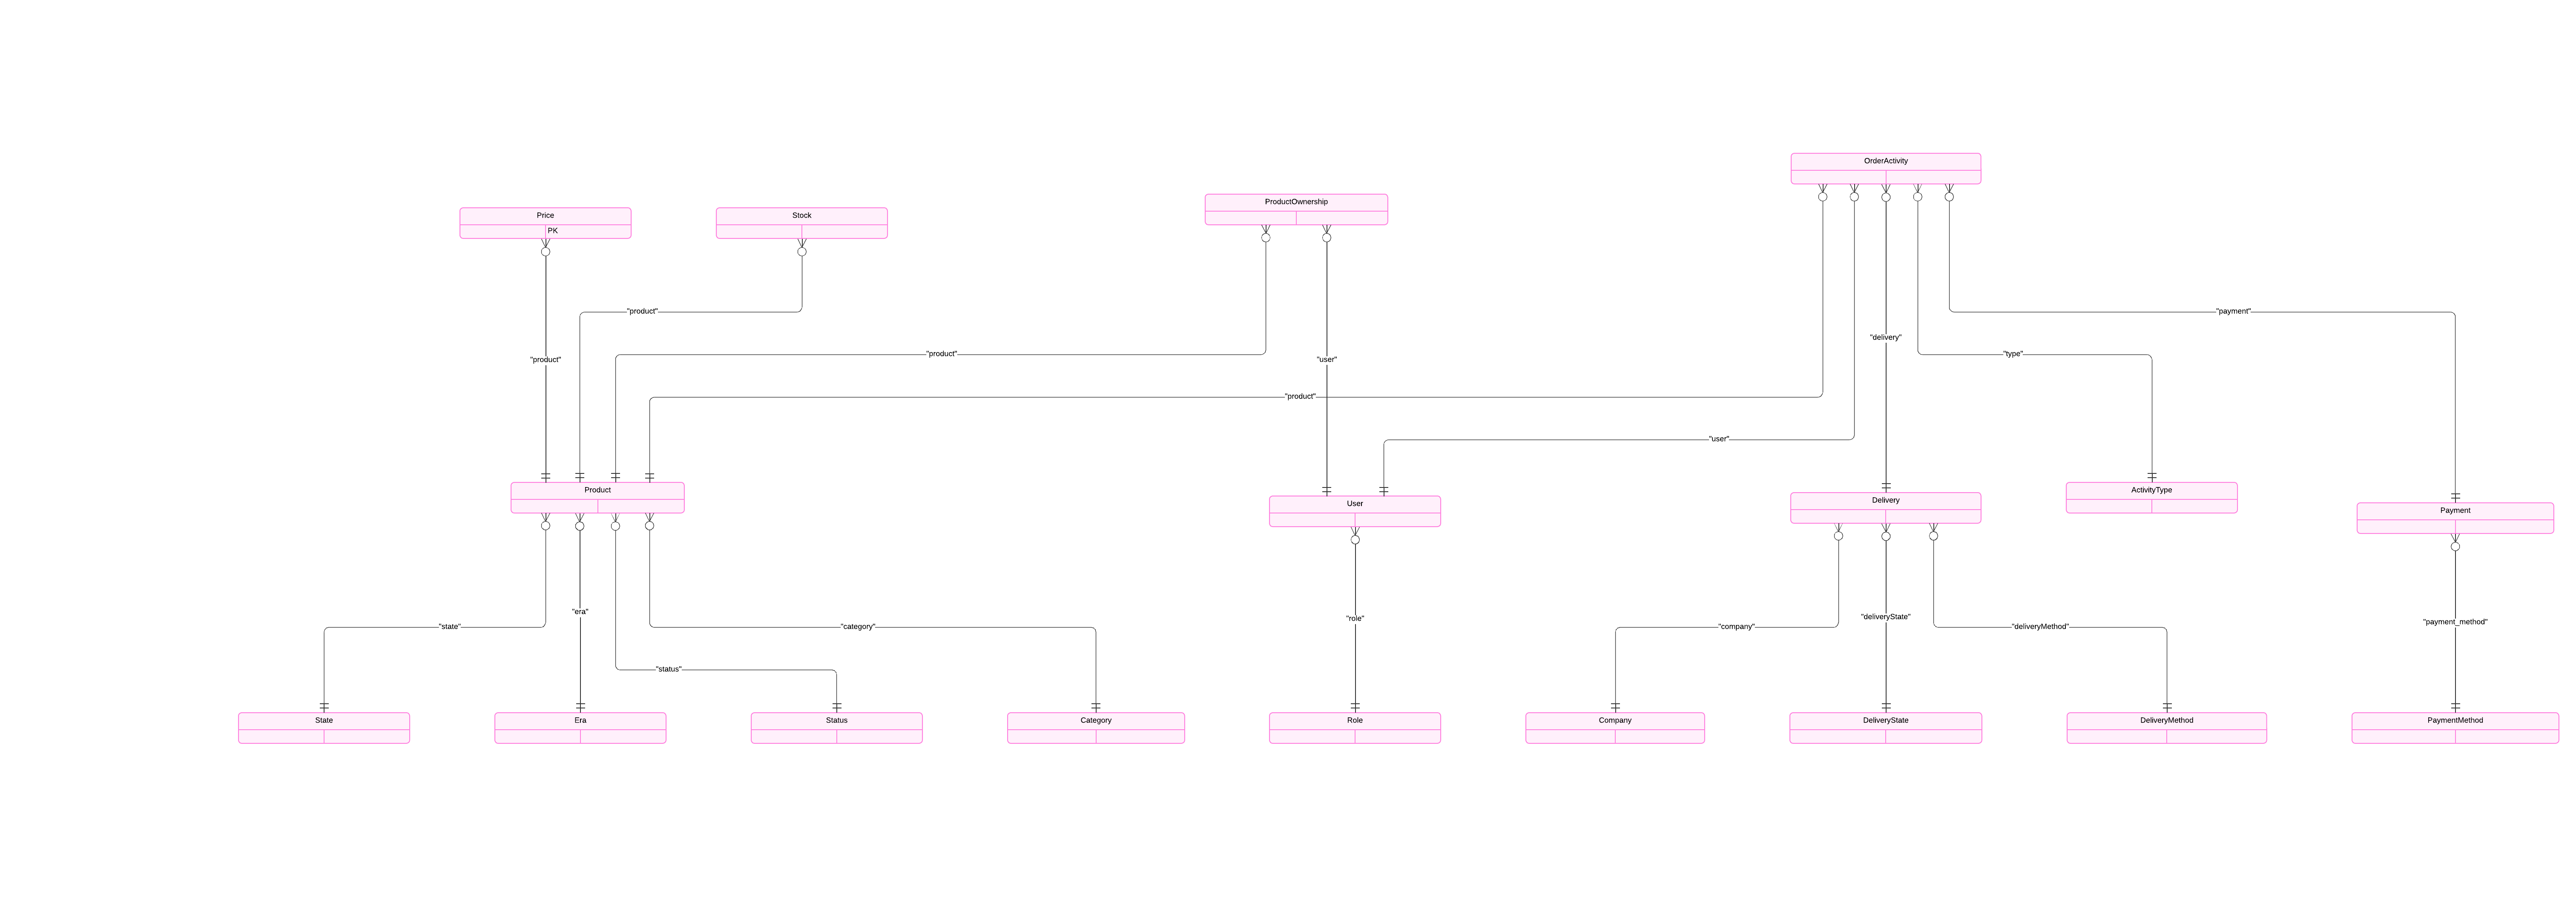 OrderActivity
ProductOwnership
Price
PK
Stock
"product"
"payment"
"delivery"
"product"
"type"
"product"
"user"
"product"
"user"
Product
User
Delivery
ActivityType
Payment
"era"
"state"
"category"
"status"
"role"
"company"
"deliveryState"
"deliveryMethod"
"payment_method"
State
Era
Status
Category
Role
Company
DeliveryState
DeliveryMethod
PaymentMethod